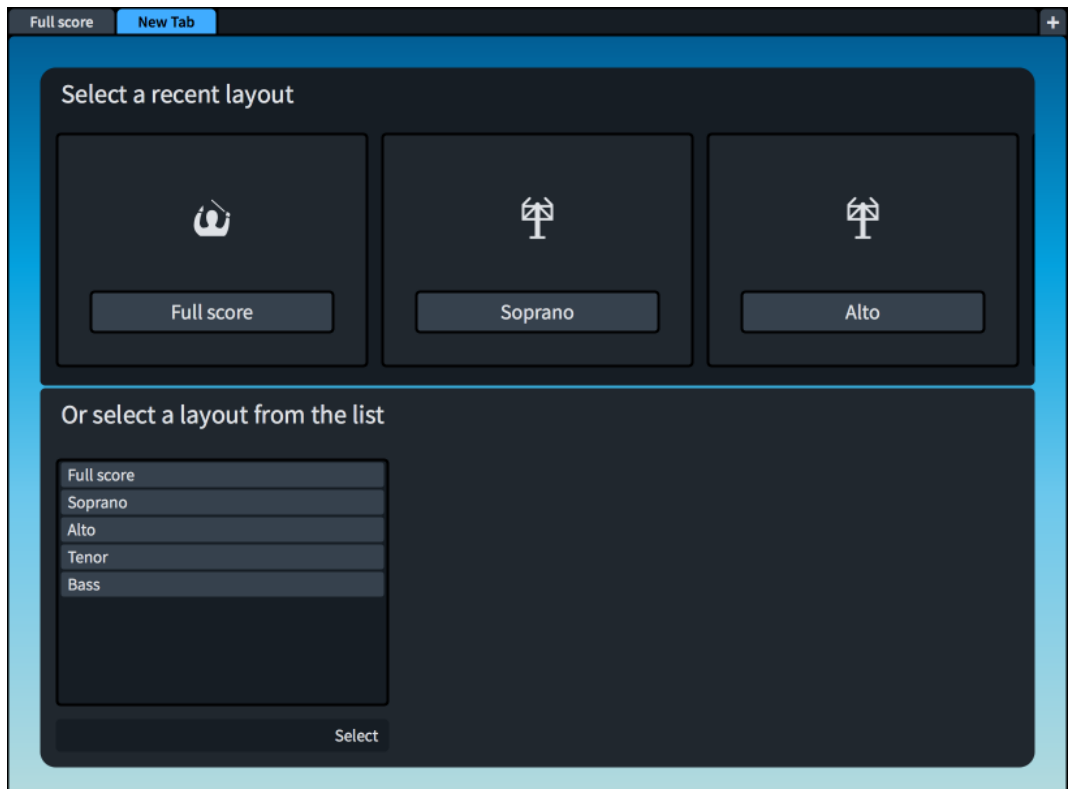 Full score
New Tab
+
Select a recent layout
Full score
Soprano
Alto
Or select a layout from the list
Full score
Soprano
Alto
Tenor
Bass
Select